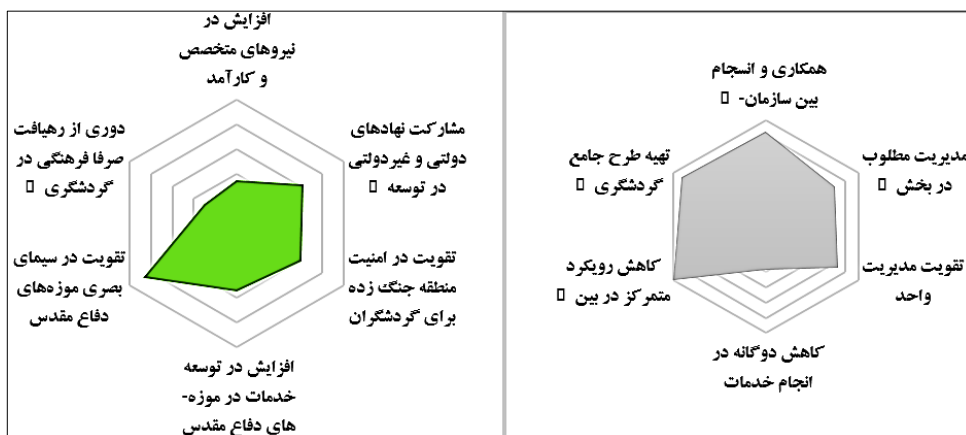 همکاری و انسجام
بین سازمان-
مدیریت مطلوب
در بخش
تقویت مدیریت
واحد
کاهش دوگانه در
انجام خدمات
کاهش رویکرد
متمرکز در بین
تهیه طرح جامع
گردشگری
افزایش در
نیروهای متخصص
و کارآمد
مشارکت نهادهای
دولتی و غیردولتی
در توسعه
تقویت در امنیت
منطقه جنگ زده
برای گردشگران
افزایش در توسعه
خدمات در موزه-
های دفاع مقدس
تقویت در سیمای
بصری موزه‌های
دفاع مقدس
دوری از رهیافت
صرفا فرهنگی در
گردشگری